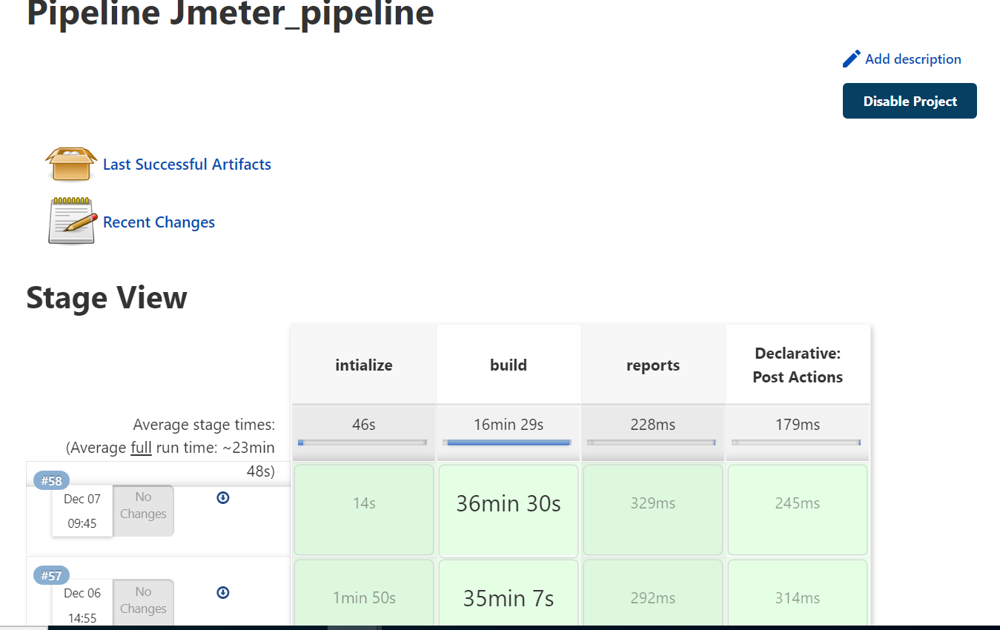 Pipeline Jmeter_pipeline
Add description
Disable Project
Last Successful Artifacts
Recent Changes
Stage View
intialize
build
reports
Declarative:
Post Actions
Average stage times:
(Average full run time: ~23min
48s)
46s
16min 29s
228ms
179ms
#58
Dec 07
09:45
No
Changes
14s
36min 30s
329ms
245ms
#57
Dec 06
14:55
No
Changes
1min 50s
35min 7s
292ms
314ms